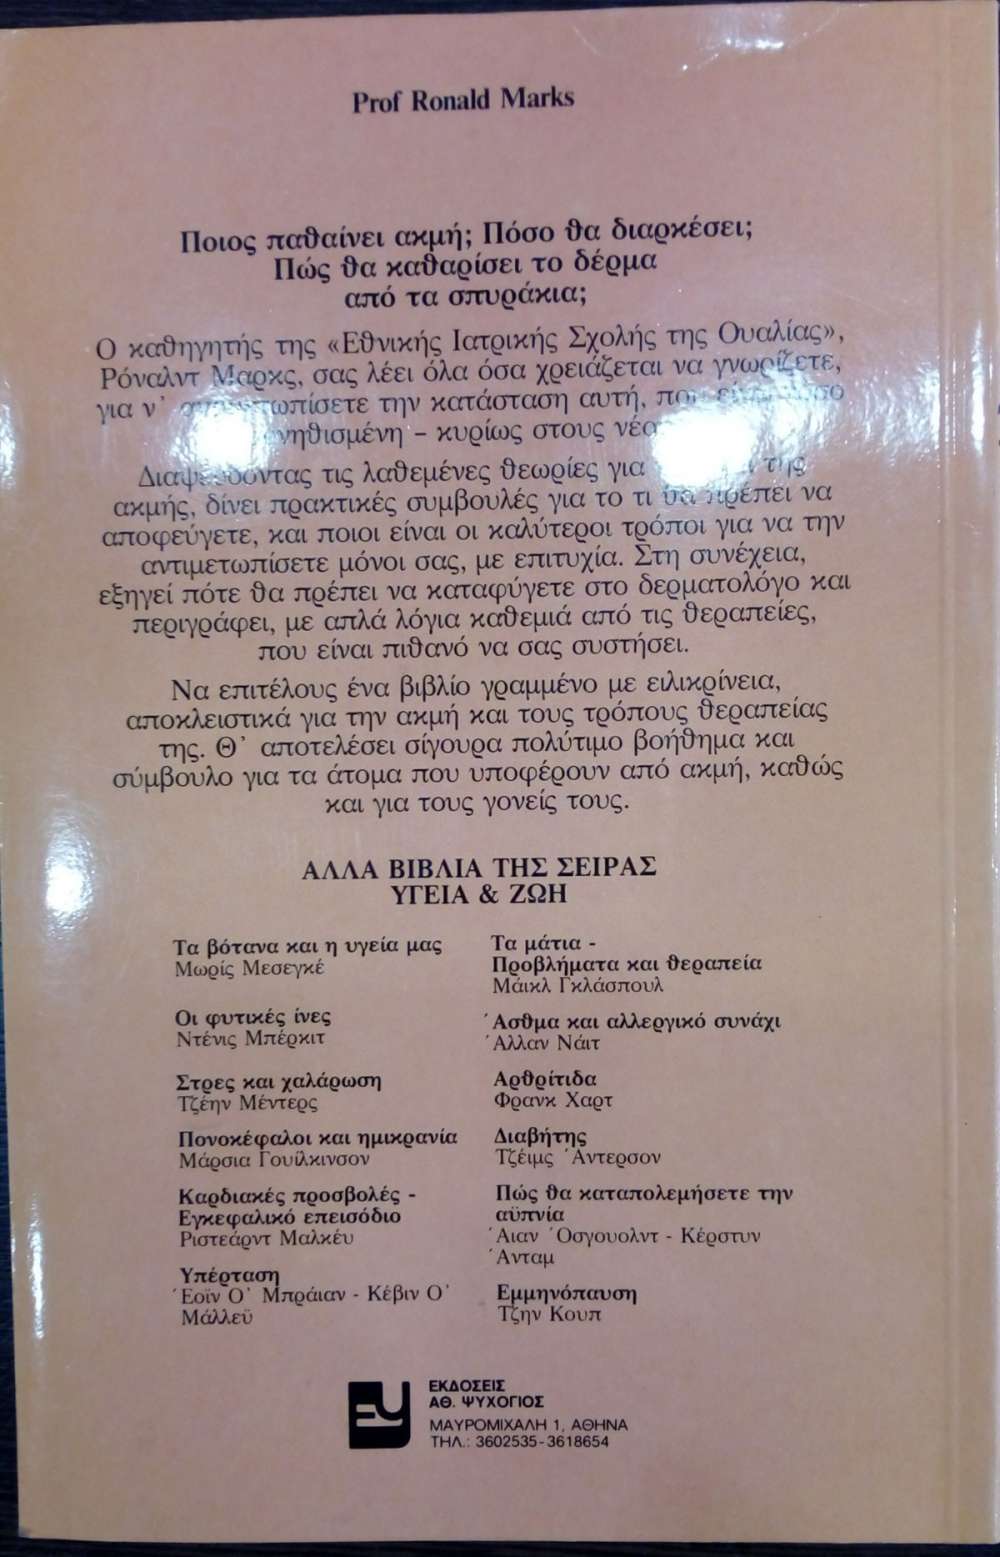 Prof Ronald Marks
Ποιος παθαίνει ακμή; Πόσο θα διαρκέσει;
Πώς θα καθαρίσει το δέρμα
από τα σπυράκια;
Ο καθηγητής της «Εθνικής Ιατρικής Σχολής της Ουαλίας»,
Ρόναλντ Μαρκς, σας λέει όλα όσα χρειάζεται να γνωρίζετε,
για ν' αντιμετωπίσετε την κατάσταση αυτή, που
– κυρίως στους
τις λαθεμένες θεωρίες για της
ακμής, δίνει πρακτικές συμβουλές για το τι θα πρέπει να
αποφεύγετε, και ποιοι είναι οι καλύτεροι τρόποι για να την
αντιμετωπίσετε μόνοι σας, με επιτυχία. Στη συνέχεια,
εξηγεί πότε θα πρέπει να καταφύγετε στο δερματολόγο και
περιγράφει, με απλά λόγια καθεμιά από τις θεραπείες,
που είναι πιθανό να σας συστήσει.
Να επιτέλους ένα βιβλίο γραμμένο με ειλικρίνεια,
αποκλειστικά για την ακμή και τους τρόπους θεραπείας
της. Θ' αποτελέσει σίγουρα πολύτιμο βοήθημα και
σύμβουλο για τα άτομα που υποφέρουν από ακμή, καθώς
και για τους γονείς τους.
ΑΛΛΑ ΒΙΒΛΙΑ ΤΗΣ ΣΕΙΡΑΣ
ΥΓΕΙΑ & ΖΩΗ
Τα βότανα και η υγεία μας
Μωρίς Μεσεγκέ
Οι φυτικές ίνες
Ντένις Μπέρκιτ
Στρες και χαλάρωση
Τζέην Μέντερς
Πονοκέφαλοι και ημικρανία
Μάρσια Γουίλκινσον
Καρδιακές προσβολές -
Εγκεφαλικό επεισόδιο
Ριστεάρντ Μαλκέυ
Υπέρταση
Έοϊν Ο' Μπράιαν - Κέβιν Ο'
Μάλλεϋ
Τα μάτια -
Προβλήματα και θεραπεία
Μάικλ Γκλάσπουλ
Άσθμα και αλλεργικό συνάχι
Άλλαν Νάιτ
Αρθρίτιδα
Φρανκ Χαρτ
Διαβήτης
Τζέιμς Άντερσον
Πώς θα καταπολεμήσετε την
αϋπνία
Άιαν Όσγουολντ - Κέρστυν
Άνταμ
Εμμηνόπαυση
Τζην Κουπ
ΕΚΔΟΣΕΙΣ
ΑΘ. ΨΥΧΟΓΙΟΣ
ΜΑΥΡΟΜΙΧΑΛΗ 1, ΑΘΗΝΑ
ΤΗΛ.: 3602535-3618654